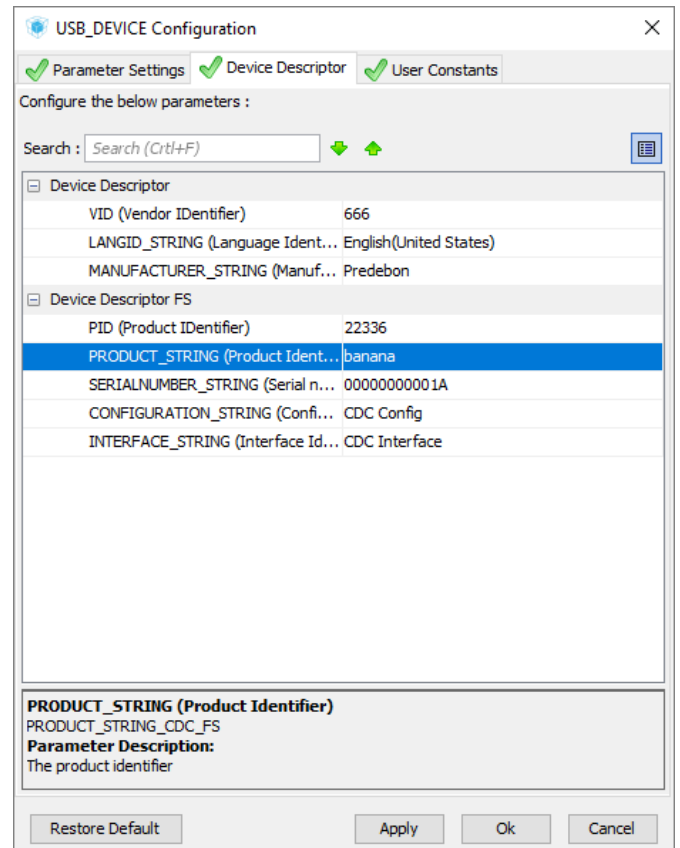 USB_DEVICE Configuration
Parameter Settings Device Descriptor User Constants
Configure the below parameters :
Search : Search (Crtl+F)
Device Descriptor
VID (Vendor IDentifier) 666
LANGID_STRING (Language Ident... English(United States)
MANUFACTURER_STRING (Manuf... Predebon
Device Descriptor FS
PID (Product IDentifier) 22336
PRODUCT_STRING (Product Ident... banana
SERIALNUMBER_STRING (Serial n... 00000000001A
CONFIGURATION_STRING (Confi... CDC Config
INTERFACE_STRING (Interface Id... CDC Interface
PRODUCT_STRING (Product Identifier)
PRODUCT_STRING_CDC_FS
Parameter Description:
The product identifier
Restore Default Apply Ok Cancel